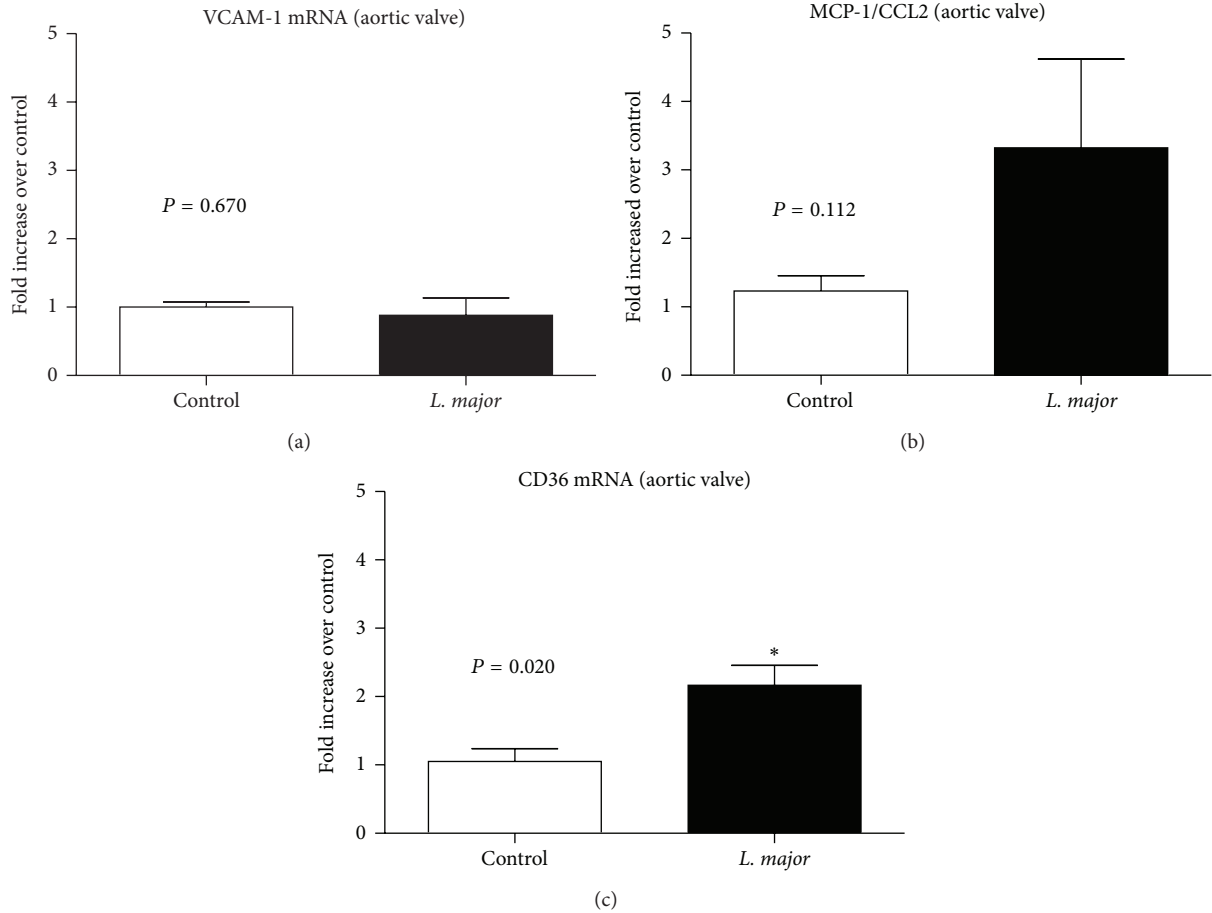 VCAM-1 mRNA (aortic valve)
Fold increase over control
5
4
3
2
1
0
P = 0.670
Control
L. major
(a)
MCP-1/CCL2 (aortic valve)
Fold increased over control
5
4
3
2
1
0
P = 0.112
Control
L. major
(b)
CD36 mRNA (aortic valve)
Fold increase over control
5
4
3
2
1
0
P = 0.020
*
Control
L. major
(c)